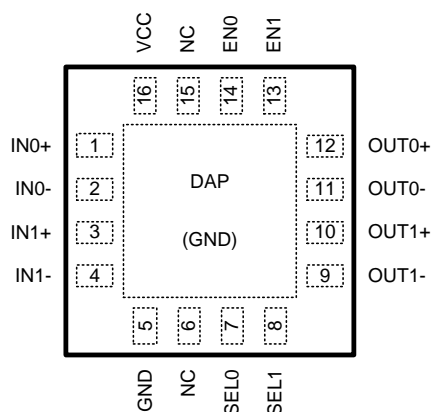 VCC NC EN0 EN1
16 15 14 13
IN0+ 1 12 OUT0+
IN0- 2 DAP 11 OUT0-
IN1+ 3 (GND) 10 OUT1+
IN1- 4 9 OUT1-
5 6 7 8
GND NC SEL0 SEL1